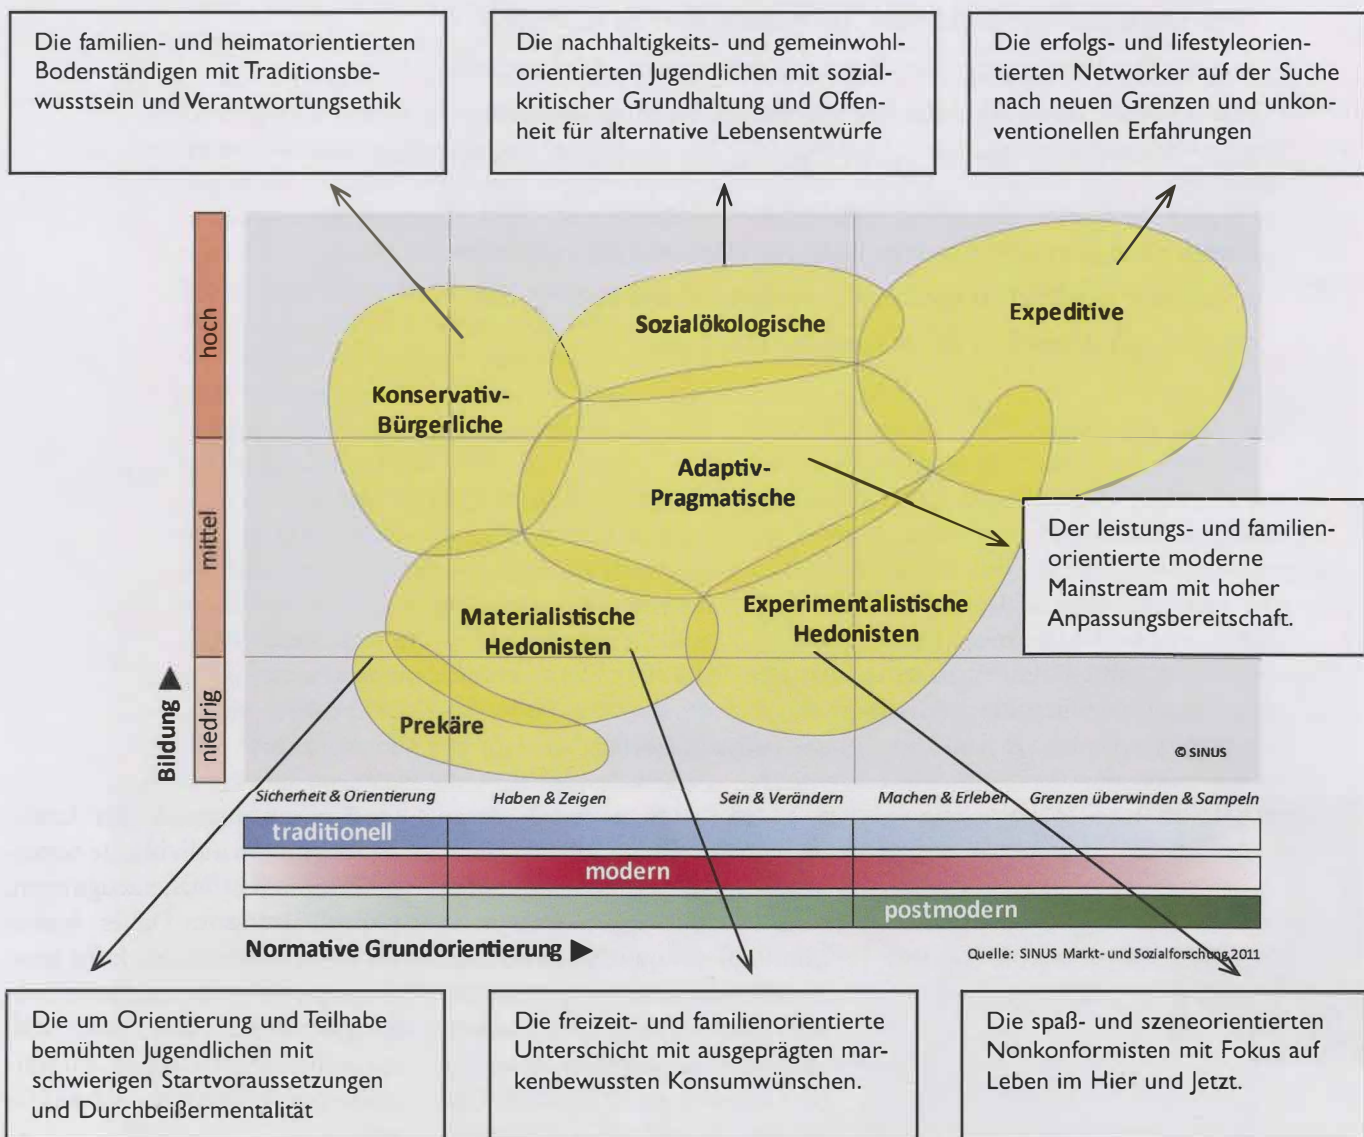 Die familien- und heimatorientierten
Bodenständigen mit Traditionsbe-
wusstsein und Verantwortungsethik
Die nachhaltigkeits- und gemeinwohl-
orientierten Jugendlichen mit sozial-
kritischer Grundhaltung und Offen-
heit für alternative Lebensentwürfe
Die erfolgs- und lifestyleorien-
tierten Networker auf der Suche
nach neuen Grenzen und unkon-
ventionellen Erfahrungen
hoch
mittel
niedrig
Bildung ▶
Sozialökologische
Expeditive
Konservativ-
Bürgerliche
Adaptiv-
Pragmatische
Der leistungs- und familien-
orientierte moderne
Mainstream mit hoher
Anpassungsbereitschaft.
Materialistische
Hedonisten
Experimentalistische
Hedonisten
Prekäre
© SINUS
Sicherheit & Orientierung
Haben & Zeigen
Sein & Verändern
Machen & Erleben
Grenzen überwinden & Sampeln
traditionell
modern
postmodern
Normative Grundorientierung ▶
Quelle: SINUS Markt- und Sozialforschung 2011
Die um Orientierung und Teilhabe
bemühten Jugendlichen mit
schwierigen Startvoraussetzungen
und Durchbeißermentalität
Die freizeit- und familienorientierte
Unterschicht mit ausgeprägten mar-
kenbewussten Konsumwünschen.
Die spaß- und szeneorientierten
Nonkonformisten mit Fokus auf
Leben im Hier und Jetzt.